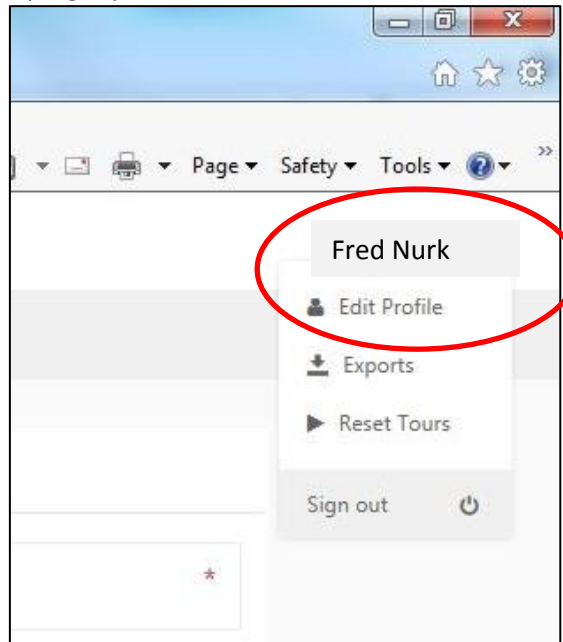 Page Safety Tools
Fred Nurk
Edit Profile
Exports
Reset Tours
Sign out
*